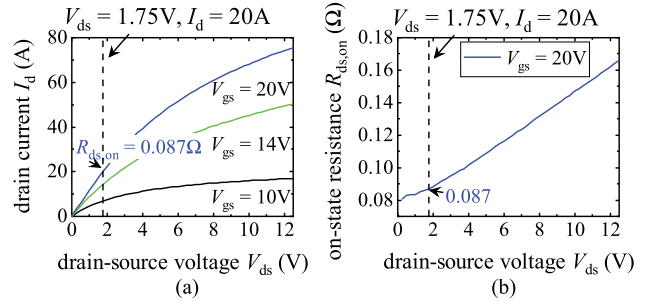 V_ds = 1.75V, I_d = 20A
drain current I_d (A)
80
60
40
20
0
V_gs = 20V
V_gs = 14V
R_ds,on = 0.087Ω
V_gs = 10V
0 2 4 6 8 10 12
drain-source voltage V_ds (V)
(a)
V_ds = 1.75V, I_d = 20A
on-state resistance R_ds,on (Ω)
0.18
0.16
0.14
0.12
0.10
0.08
V_gs = 20V
0.087
0 2 4 6 8 10 12
drain-source voltage V_ds (V)
(b)